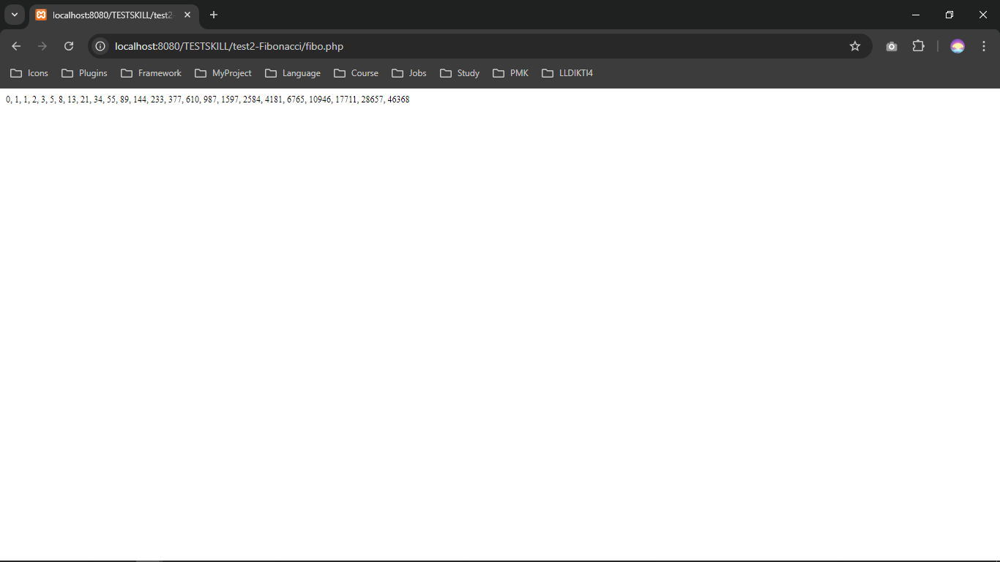 localhost:8080/TESTSKILL/test2-
localhost:8080/TESTSKILL/test2-Fibonacci/fibo.php
Icons Plugins Framework MyProject Language Course Jobs Study PMK LLDIKTI4
0, 1, 1, 2, 3, 5, 8, 13, 21, 34, 55, 89, 144, 233, 377, 610, 987, 1597, 2584, 4181, 6765, 10946, 17711, 28657, 46368